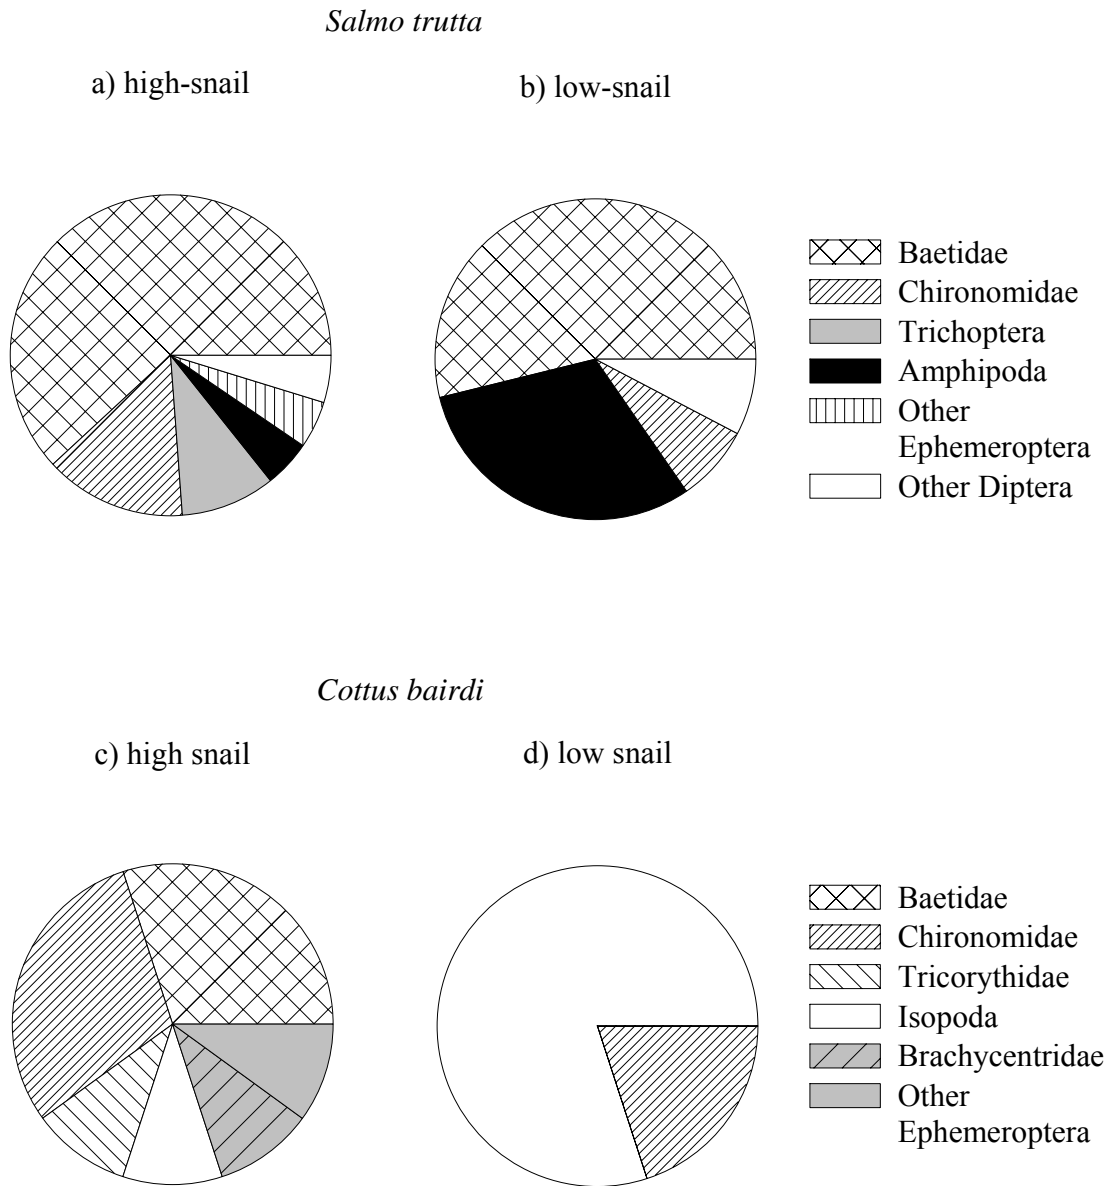 Salmo trutta
a) high-snail
b) low-snail
Baetidae
Chironomidae
Trichoptera
Amphipoda
Other
Ephemeroptera
Other Diptera
Cottus bairdi
c) high snail
d) low snail
Baetidae
Chironomidae
Tricorythidae
Isopoda
Brachycentridae
Other
Ephemeroptera